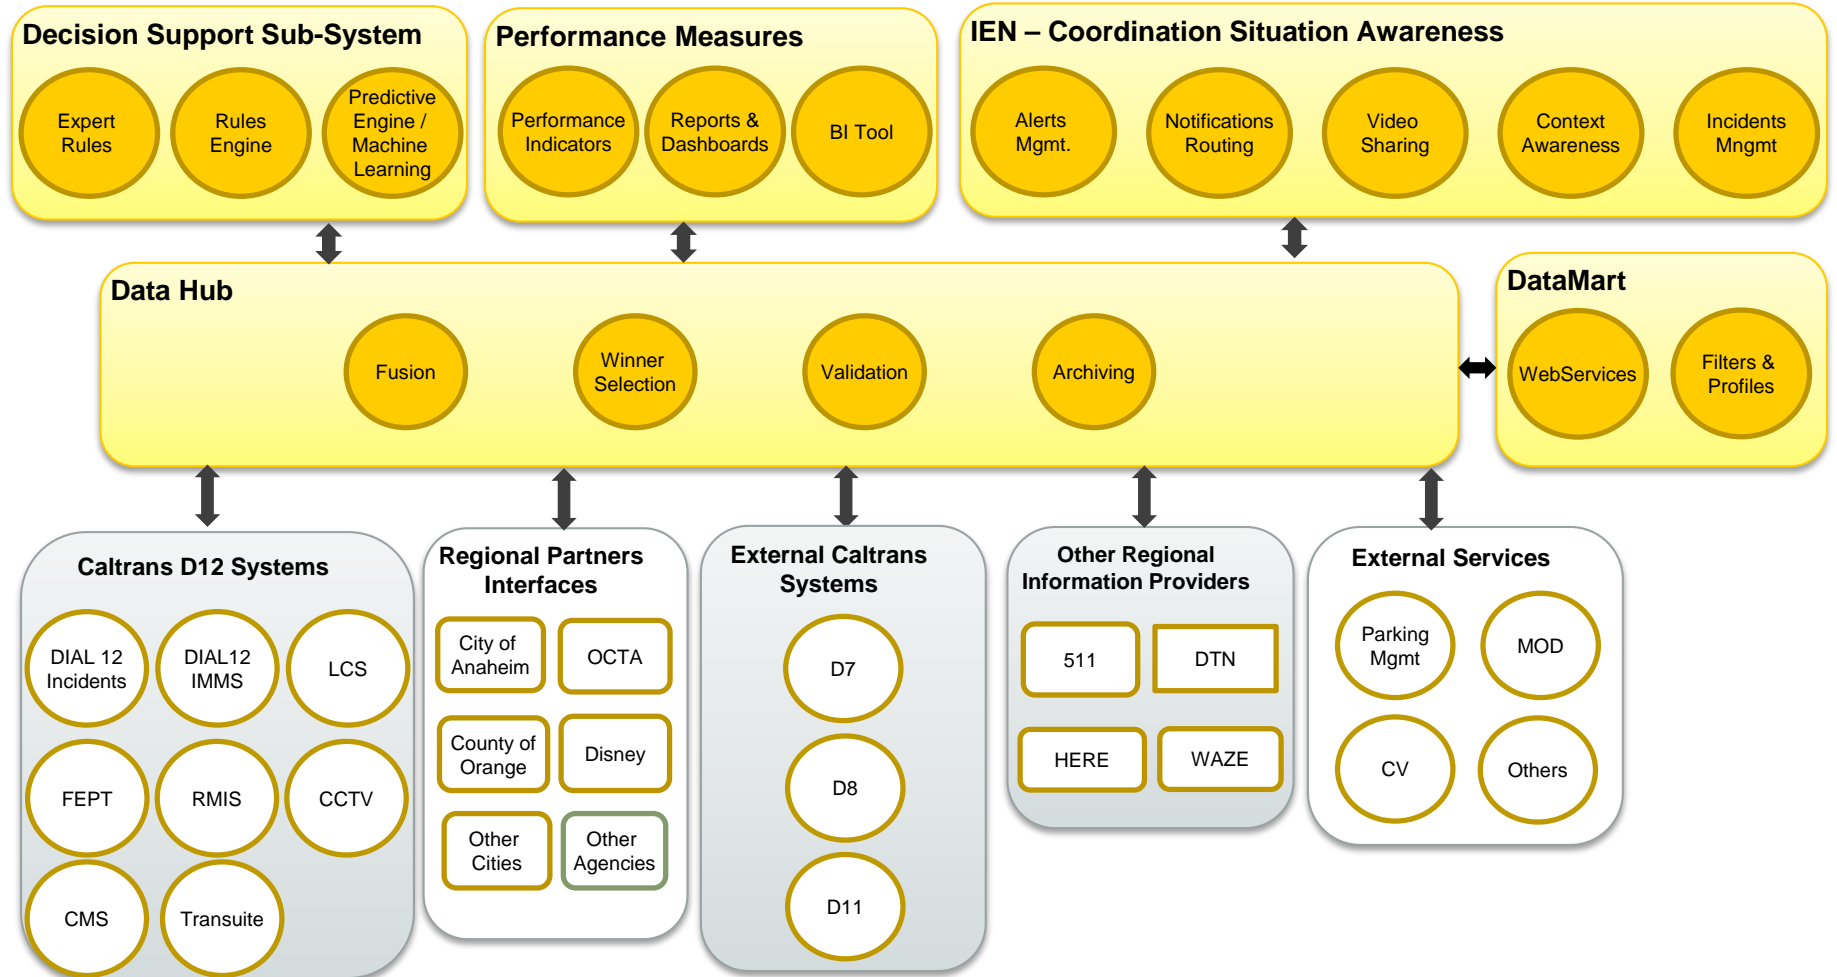 Decision Support Sub-System
Expert
Rules
Rules
Engine
Predictive
Engine /
Machine
Learning
Performance Measures
Performance
Indicators
Reports &
Dashboards
BI Tool
IEN – Coordination Situation Awareness
Alerts
Mgmt.
Notifications
Routing
Video
Sharing
Context
Awareness
Incidents
Mngmt
Data Hub
Fusion
Winner
Selection
Validation
Archiving
DataMart
WebServices
Filters &
Profiles
Caltrans D12 Systems
DIAL 12
Incidents
DIAL12
IMMS
LCS
FEPT
RMIS
CCTV
CMS
Transuite
Regional Partners
Interfaces
City of
Anaheim
OCTA
County of
Orange
Disney
Other
Cities
Other
Agencies
External Caltrans
Systems
D7
D8
D11
Other Regional
Information Providers
511
DTN
HERE
WAZE
External Services
Parking
Mgmt
MOD
CV
Others